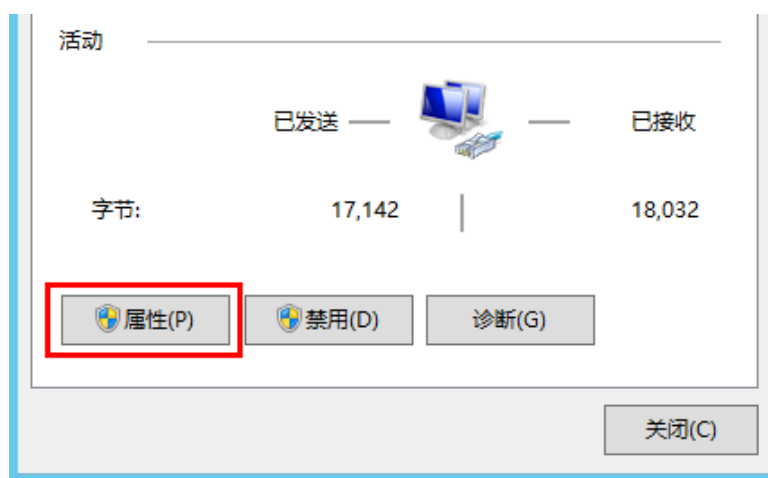 活动
已发送 已接收
字节: 17,142 18,032
属性(P) 禁用(D) 诊断(G)
关闭(C)